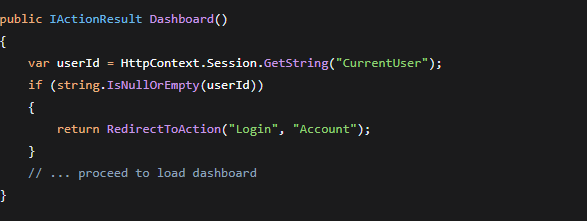 public IActionResult Dashboard()
{
    var userId = HttpContext.Session.GetString("CurrentUser");
    if (string.IsNullOrEmpty(userId))
    {
        return RedirectToAction("Login", "Account");
    }
    // ... proceed to load dashboard
}